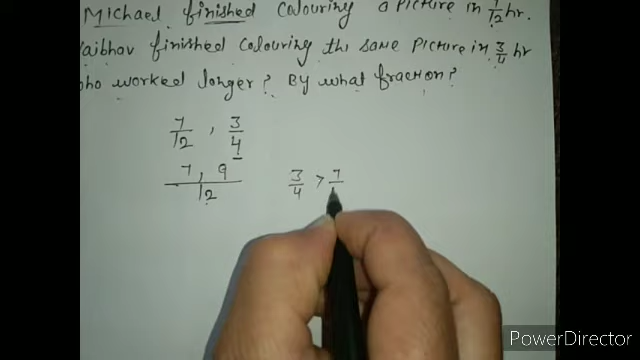 Michael finished colouring a picture in 7/12 hr.
Vaibhav finished colouring the same picture in 3/4 hr
who worked longer? By what fraction?
7/12 , 3/4
7 , 9 / 12
3/4 > 7/
PowerDirector